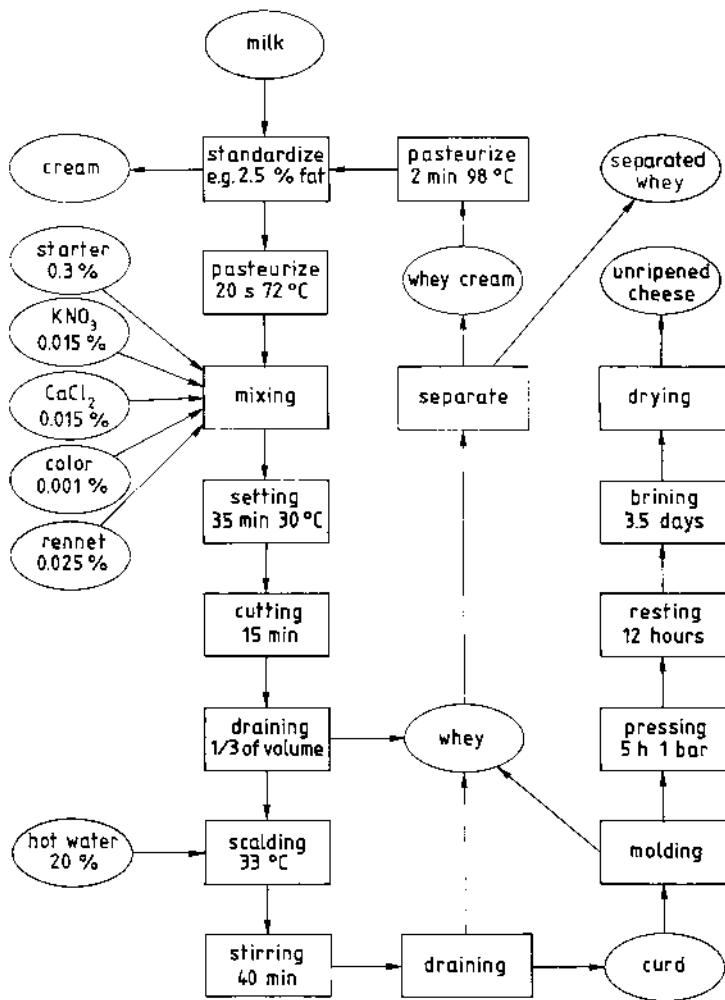 milk
cream
standardize
e.g. 2.5 % fat
pasteurize
2 min 98 °C
separated
whey
starter
0.3 %
pasteurize
20 s 72 °C
whey cream
unripened
cheese
KNO3
0.015 %
CaCl2
0.015 %
mixing
separate
drying
color
0.001 %
rennet
0.025 %
setting
35 min 30 °C
brining
3.5 days
cutting
15 min
resting
12 hours
draining
1/3 of volume
whey
pressing
5 h 1 bar
hot water
20 %
scalding
33 °C
molding
stirring
40 min
draining
curd